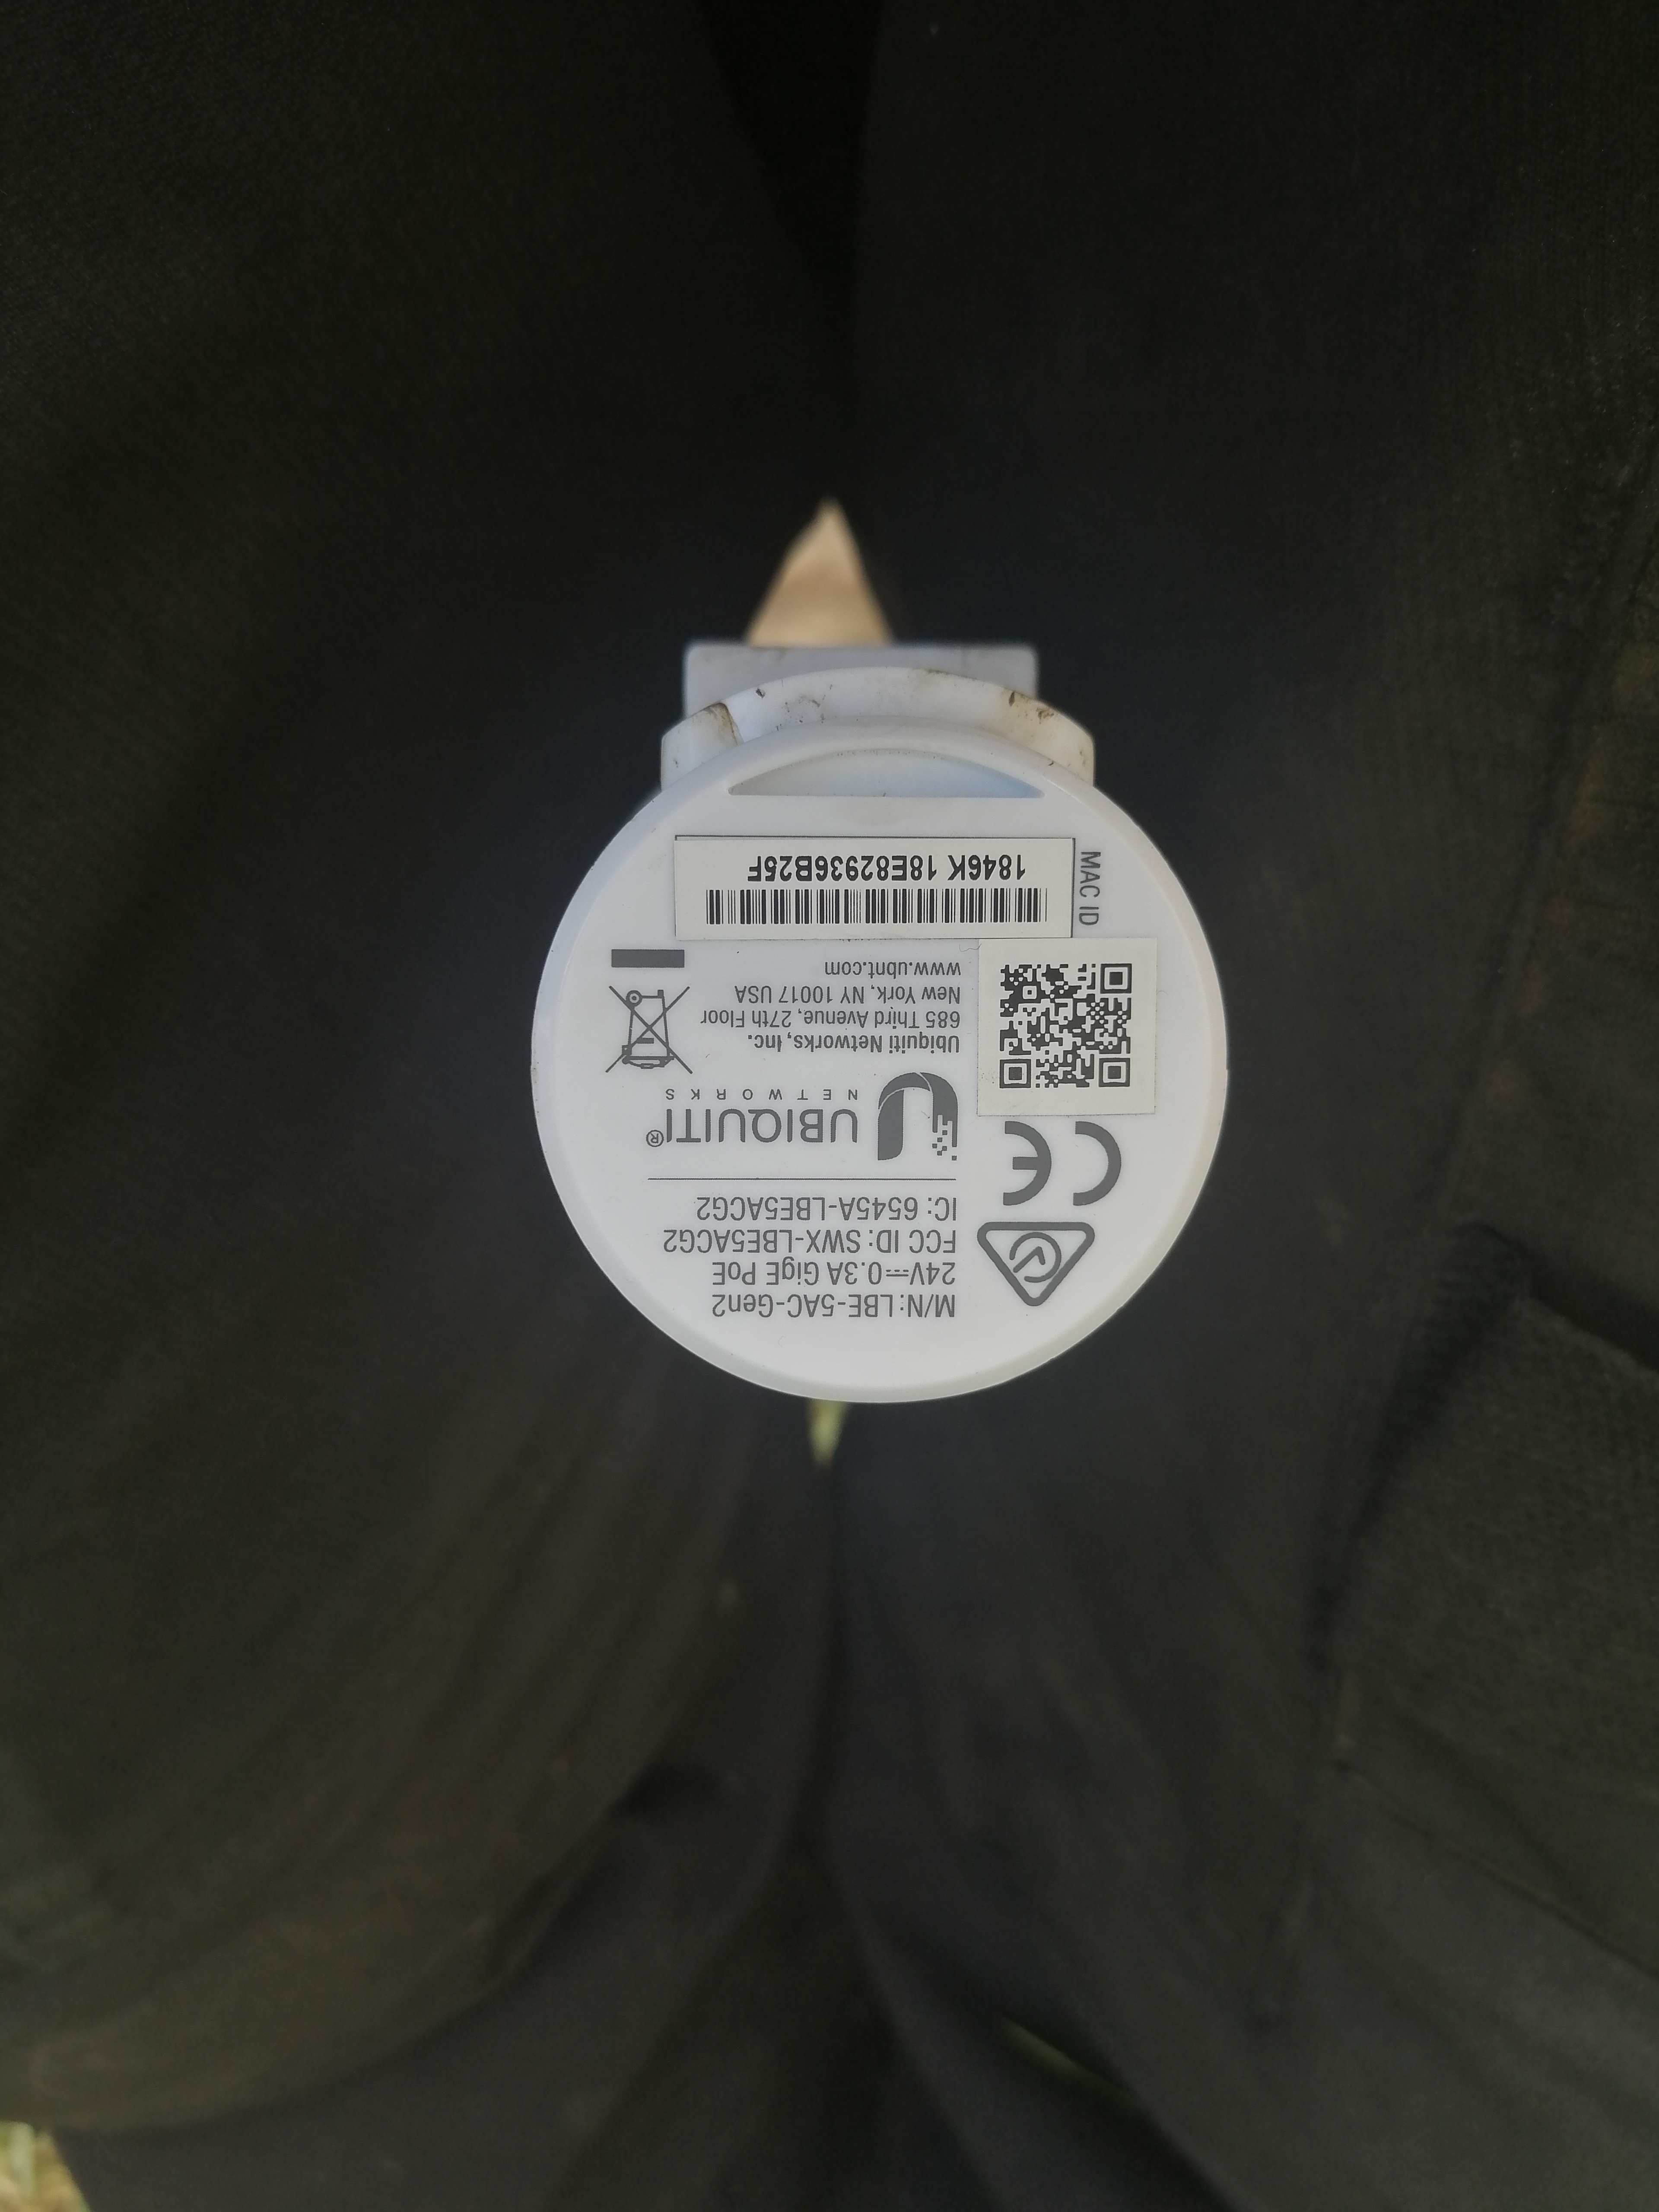 M/N: LBE-5AC-Gen2
24V⎓0.3A GigE PoE
FCC ID: SWX-LBE5ACG2
IC: 6545A-LBE5ACG2
CE
UBIQUITI®
NETWORKS
Ubiquiti Networks, Inc.
685 Third Avenue, 27th Floor
New York, NY 10017 USA
www.ubnt.com
MAC ID
1846K 18E82936B25F